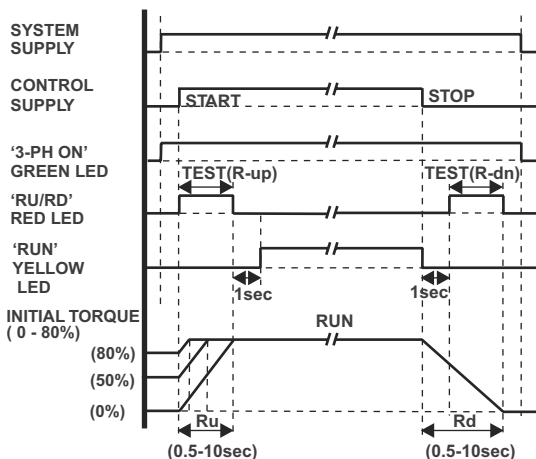 SYSTEM
SUPPLY
CONTROL
SUPPLY
START
STOP
‘3-PH ON’
GREEN LED
TEST(R-up)
TEST(R-dn)
‘RU/RD’
RED LED
‘RUN’
YELLOW
LED
1sec
1sec
INITIAL TORQUE
( 0 - 80%)
RUN
(80%)
(50%)
(0%)
Ru
Rd
(0.5-10sec)
(0.5-10sec)